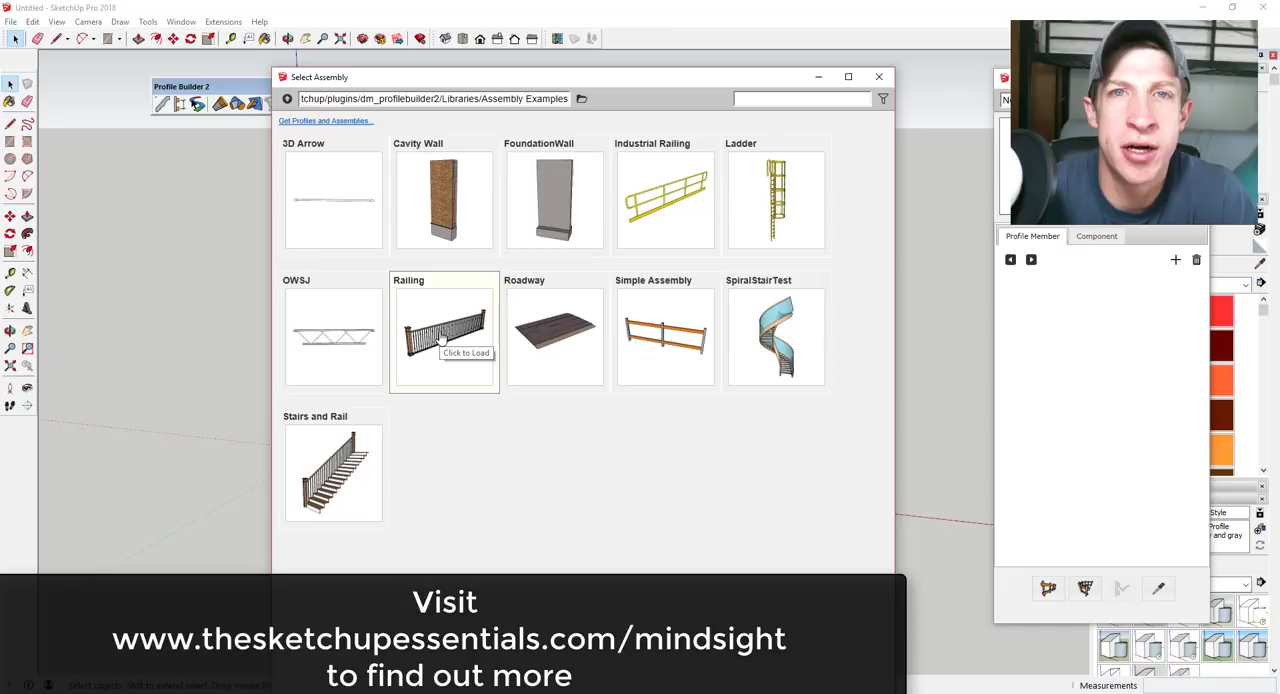 Untitled - SketchUp Pro 2018
File Edit View Camera Draw Tools Window Extensions Help
Profile Builder 2
Select Assembly
tchup/plugins/dm_profilebuilder2/Libraries/Assembly Examples
Get Profiles and Assemblies...
3D Arrow Cavity Wall FoundationWall Industrial Railing Ladder
OWSJ Railing Roadway Simple Assembly SpiralStairTest
Click to Load
Stairs and Rail
Profile Member Component
Style
Profile
y and gray
Visit
www.thesketchupessentials.com/mindsight
to find out more
Measurements